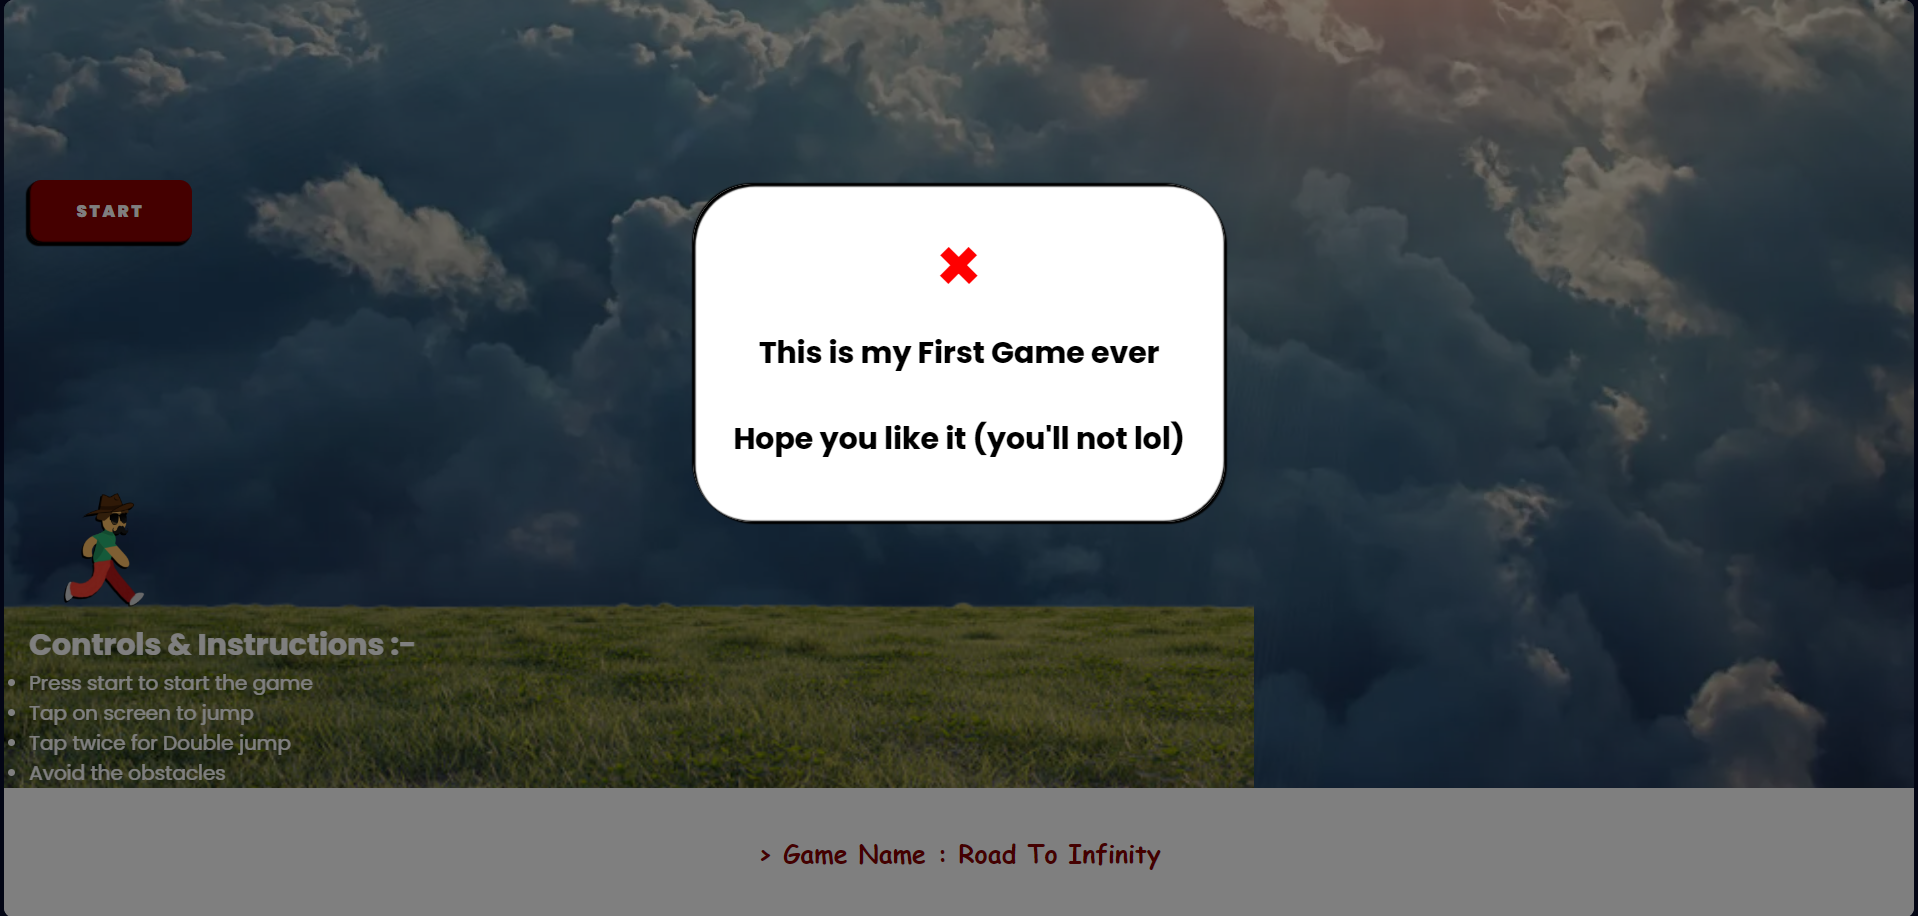 START
This is my First Game ever
Hope you like it (you'll not lol)
Controls & Instructions :-
Press start to start the game
Tap on screen to jump
Tap twice for Double jump
Avoid the obstacles
> Game Name : Road To Infinity